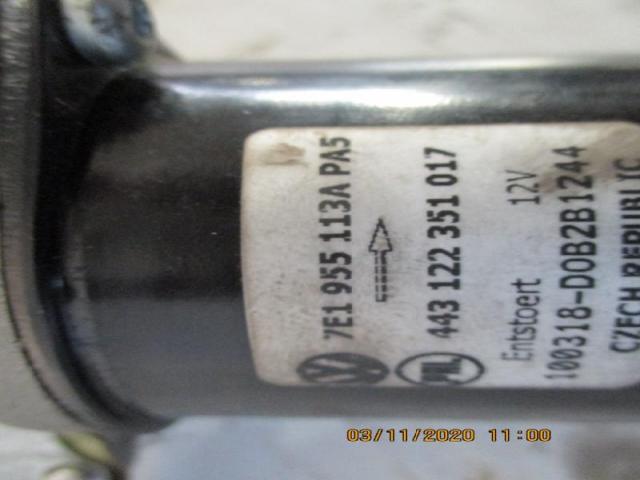 7E1 955 113A PA5
PAL 443 122 351 017
Entstoert 12V
100318-D0B2B1244
CZECH REPUBLIC
03/11/2020 11:00